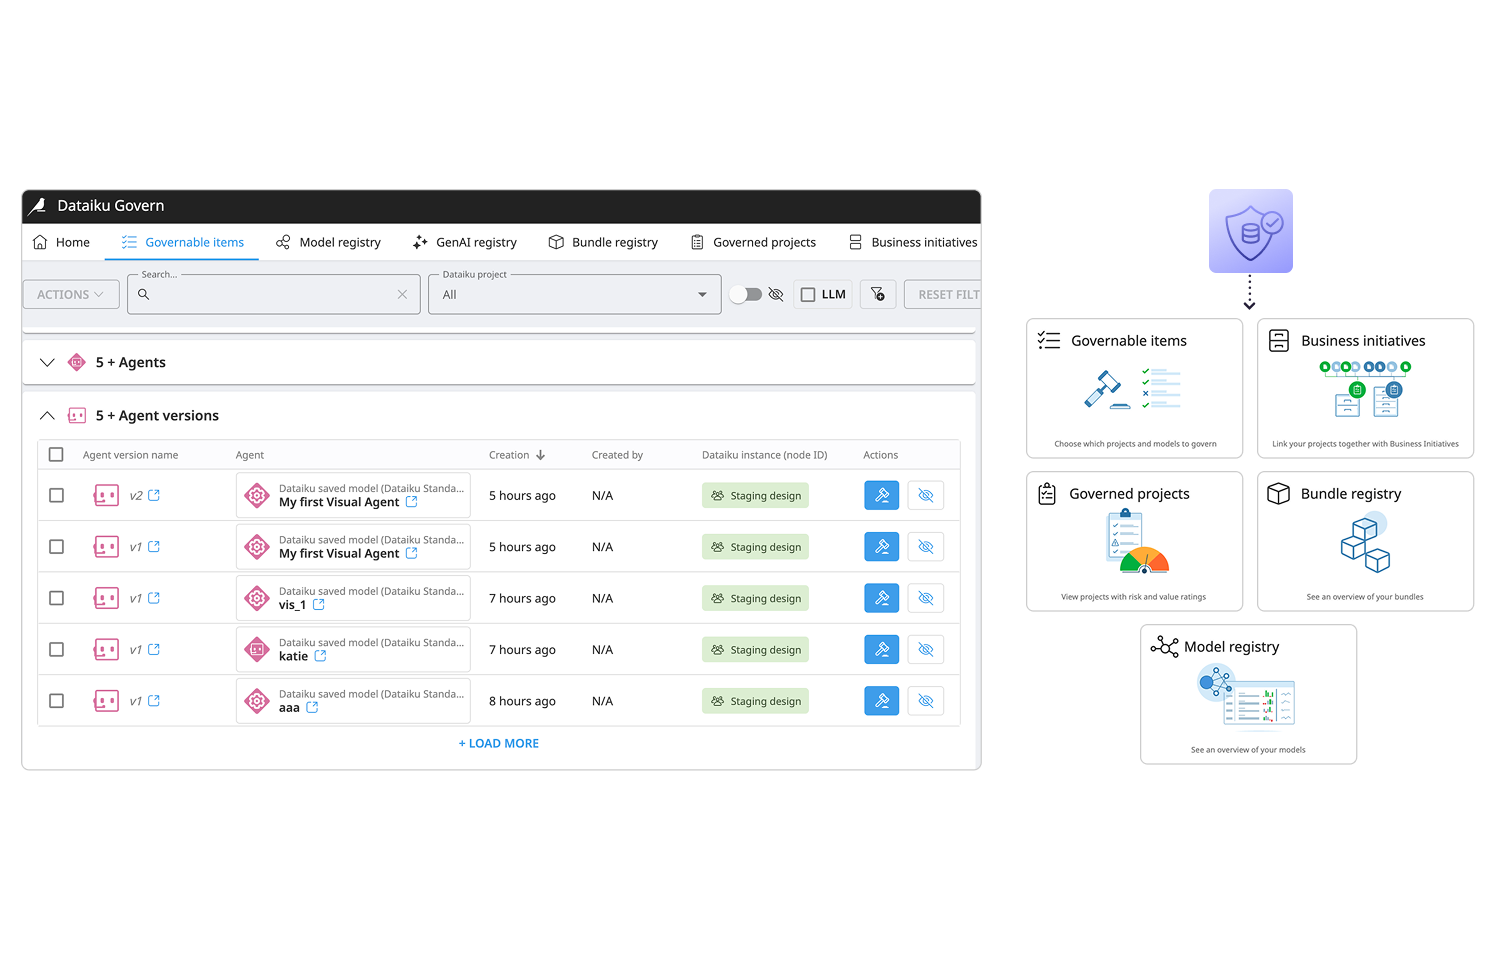 Dataiku Govern
Home
Governable items
Model registry
GenAI registry
Bundle registry
Governed projects
Business initiatives
ACTIONS
Search...
Dataiku project
All
LLM
RESET FILT
5 + Agents
5 + Agent versions
Agent version name
Agent
Creation
Created by
Dataiku instance (node ID)
Actions
v2
Dataiku saved model (Dataiku Standa...
My first Visual Agent
5 hours ago
N/A
Staging design
v1
Dataiku saved model (Dataiku Standa...
My first Visual Agent
5 hours ago
N/A
Staging design
v1
Dataiku saved model (Dataiku Standa...
vis_1
7 hours ago
N/A
Staging design
v1
Dataiku saved model (Dataiku Standa...
katie
7 hours ago
N/A
Staging design
v1
Dataiku saved model (Dataiku Standa...
aaa
8 hours ago
N/A
Staging design
+ LOAD MORE
Governable items
Choose which projects and models to govern
Business initiatives
Link your projects together with Business Initiatives
Governed projects
View projects with risk and value ratings
Bundle registry
See an overview of your bundles
Model registry
See an overview of your models